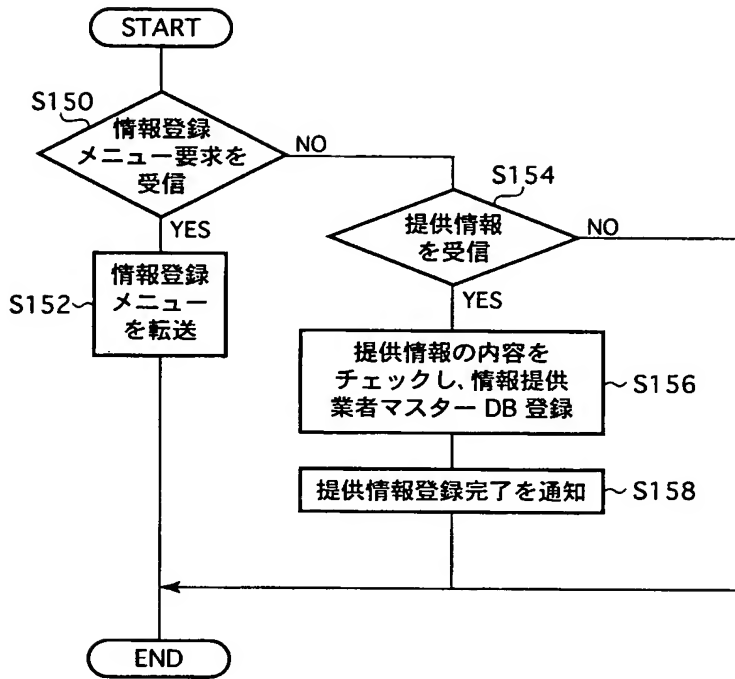 START
S150
情報登録
メニュー要求を
受信
NO
YES
S152
情報登録
メニュー
を転送
S154
提供情報
を受信
NO
YES
提供情報の内容を
チェックし、情報提供
業者マスターDB登録
S156
提供情報登録完了を通知
S158
END